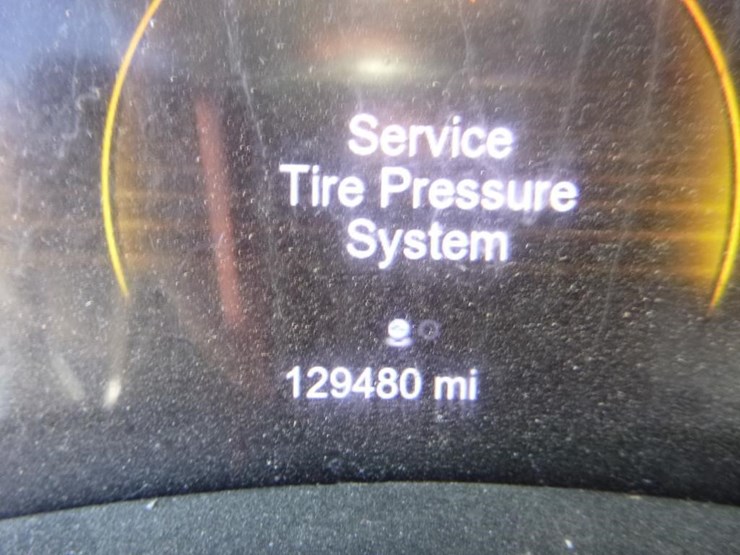 Service
Tire Pressure
System
129480 mi